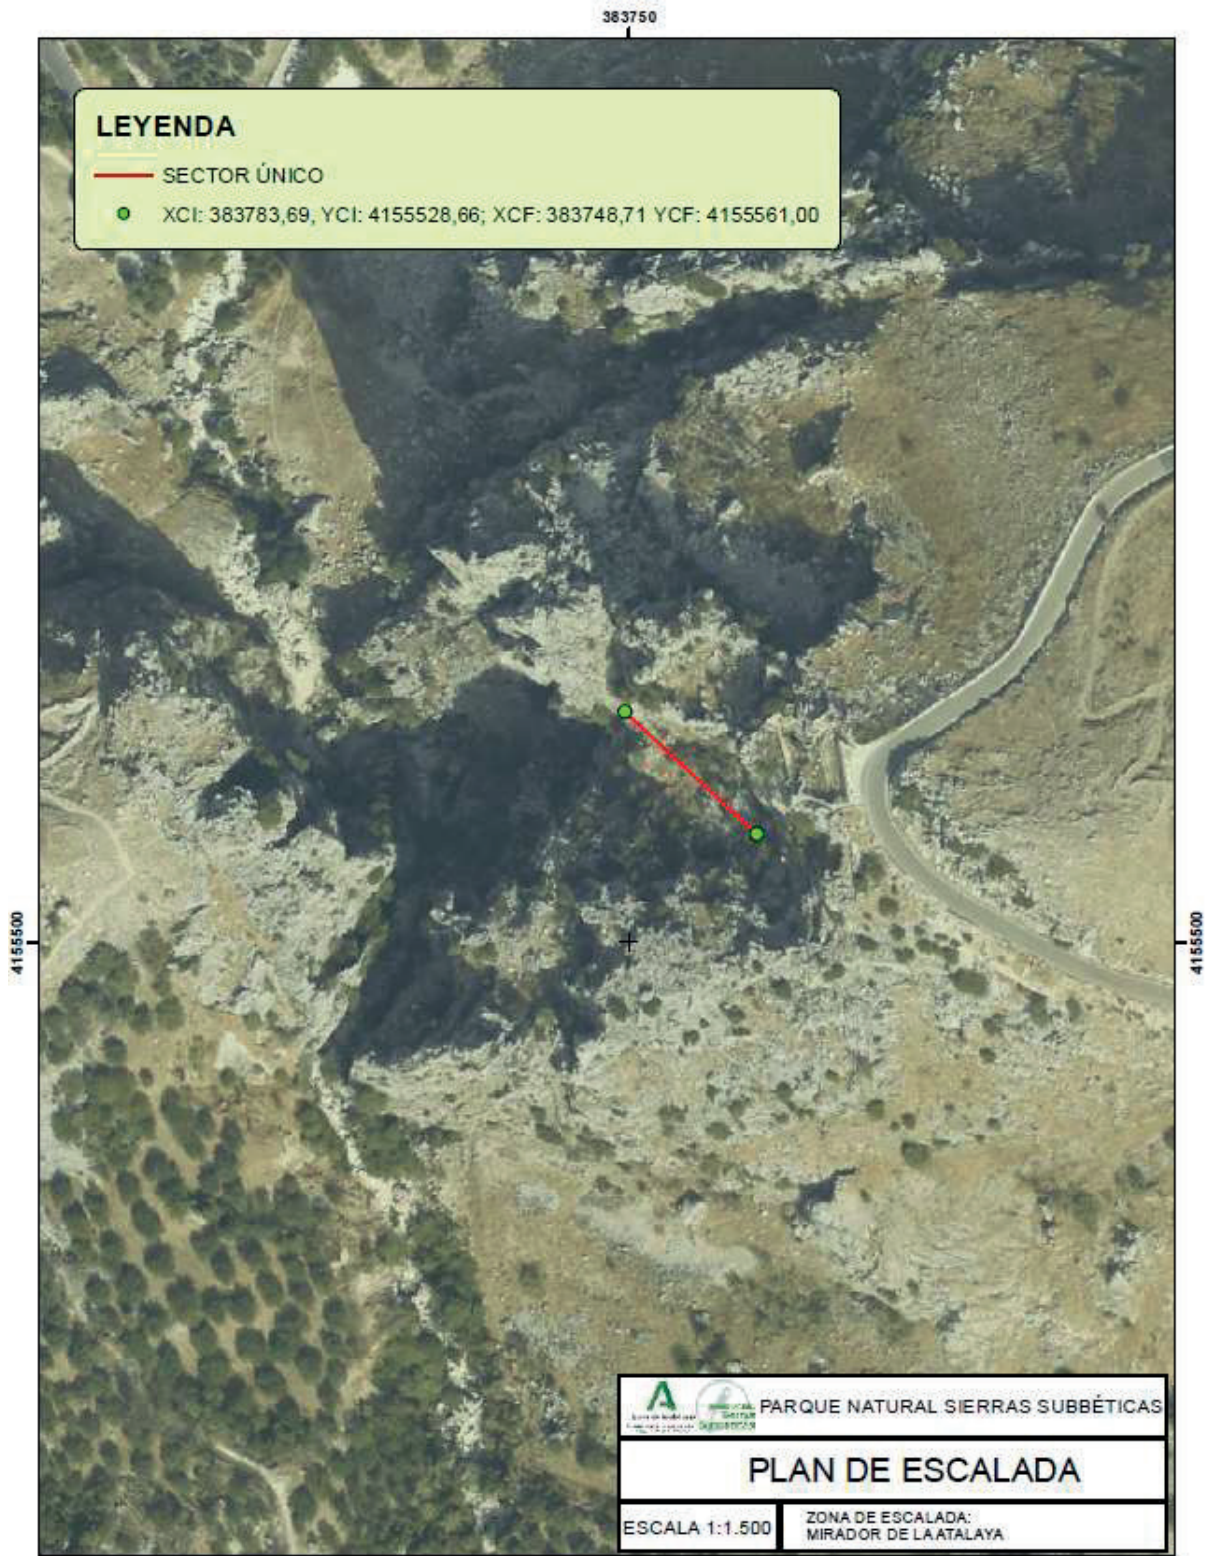 383750
LEYENDA
SECTOR ÚNICO
XCI: 383783,69, YCI: 4155528,66; XCF: 383748,71 YCF: 4155561,00
4155500
4155500
PARQUE NATURAL SIERRAS SUBBÉTICAS
PLAN DE ESCALADA
ESCALA 1:1.500
ZONA DE ESCALADA:
MIRADOR DE LA ATALAYA